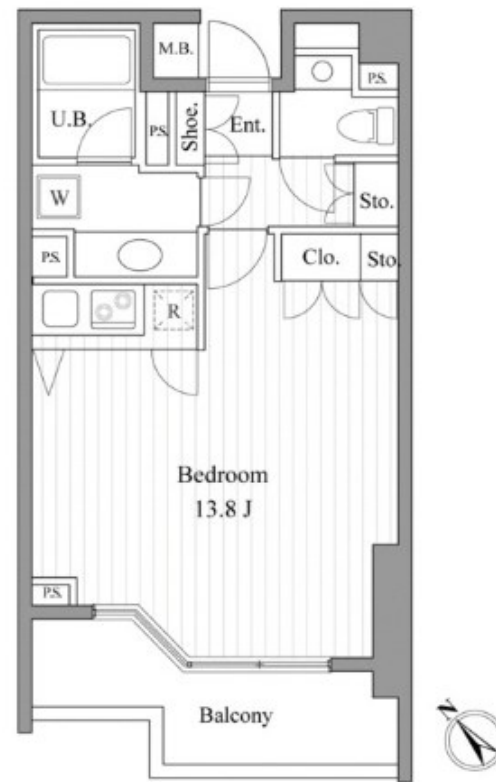 M.B.
P.S.
U.B.
P.S.
Shoe.
Ent.
W
Sto.
P.S.
Clo.
Sto.
R
Bedroom
13.8 J
P.S.
Balcony
N